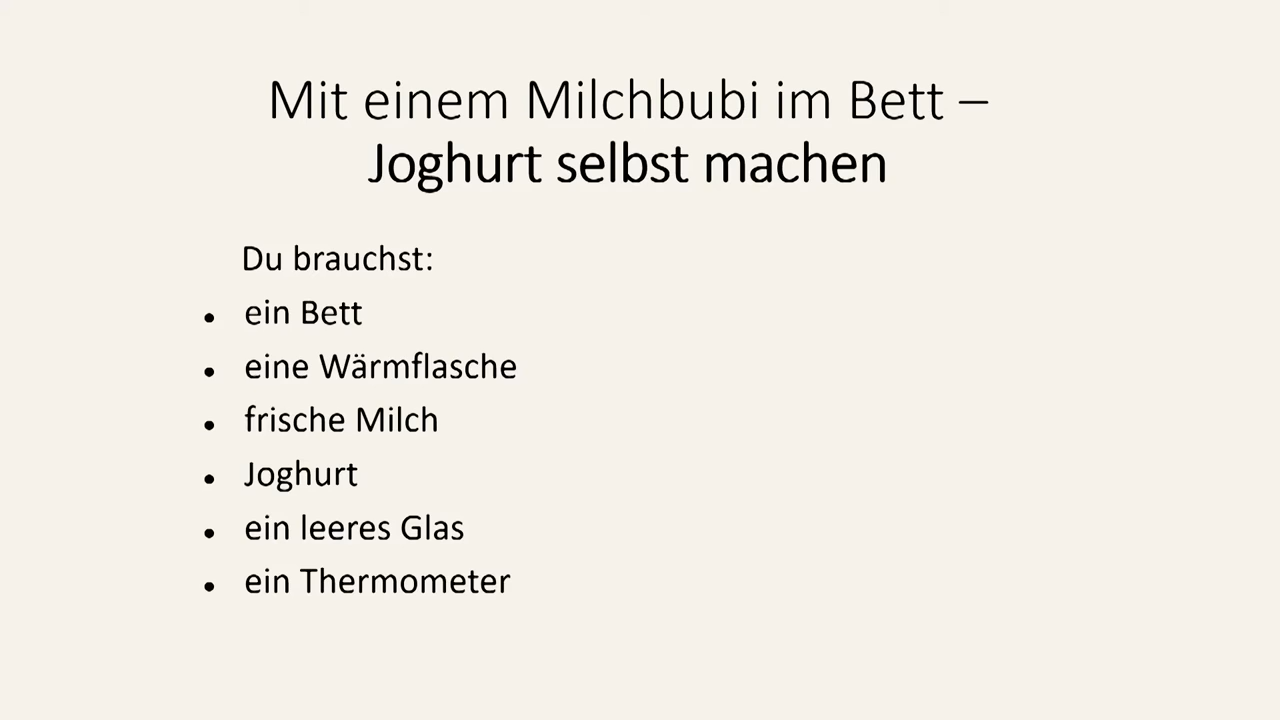 Mit einem Milchbubi im Bett –
Joghurt selbst machen
Du brauchst:
• ein Bett
• eine Wärmflasche
• frische Milch
• Joghurt
• ein leeres Glas
• ein Thermometer